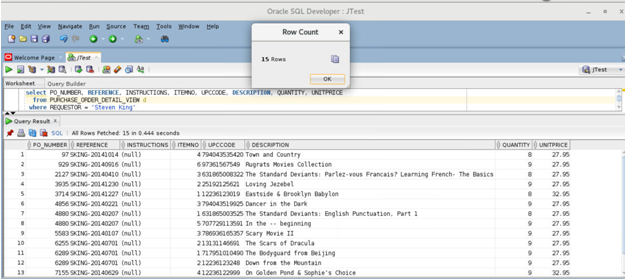 Oracle SQL Developer : JTest
File Edit View Navigate Run Source Team Tools Window Help
Row Count
15 Rows
OK
Welcome Page JTest
JTest
Worksheet Query Builder
select PO_NUMBER, REFERENCE, INSTRUCTIONS, ITEMNO, UPCCODE, DESCRIPTION, QUANTITY, UNITPRICE
from PURCHASE_ORDER_DETAIL_VIEW d
where REQUESTOR = 'Steven King'
Query Result
SQL | All Rows Fetched: 15 in 0.444 seconds
PO_NUMBER REFERENCE INSTRUCTIONS ITEMNO UPCCODE DESCRIPTION QUANTITY UNITPRICE
1 97 SKING-20141014 (null) 4 794043535420 Town and Country 8 27.95
2 929 SKING-20140916 (null) 6 97361567549 Rugrats Movies Collection 9 27.95
3 2127 SKING-20140410 (null) 3 631865008322 The Standard Deviants: Parlez-vous Francais? Learning French- The Basics 8 27.95
4 3935 SKING-20141230 (null) 2 25192125621 Loving Jezebel 9 27.95
5 3714 SKING-20141227 (null) 1 12236123019 Eastside & Brooklyn Babylon 8 32.95
6 4856 SKING-20140221 (null) 3 794043519925 Dancer in the Dark 9 27.95
7 4880 SKING-20140207 (null) 1 631865003525 The Standard Deviants: English Punctuation, Part 1 8 27.95
8 4880 SKING-20140207 (null) 5 707729113591 In the -- beginning 9 27.95
9 5583 SKING-20140107 (null) 3 786936165357 Scary Movie II 9 27.95
10 6255 SKING-20140701 (null) 2 13131146691 The Scars of Dracula 9 27.95
11 6289 SKING-20140701 (null) 1 717951010490 The Bodyguard from Beijing 9 27.95
12 6289 SKING-20140701 (null) 2 12236123248 Down from the Mountain 9 27.95
13 7155 SKING-20140629 (null) 4 12236122999 On Golden Pond & Sophie's Choice 9 32.95